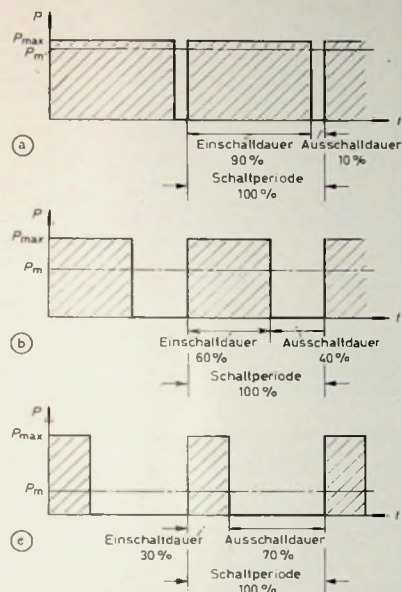 P
Pmax
Pm
t
a
Einschaltdauer Ausschaltdauer
90% 10%
Schaltperiode
100%
P
Pmax
Pm
t
b
Einschaltdauer Ausschaltdauer
60% 40%
Schaltperiode
100%
P
Pmax
Pm
t
c
Einschaltdauer Ausschaltdauer
30% 70%
Schaltperiode
100%